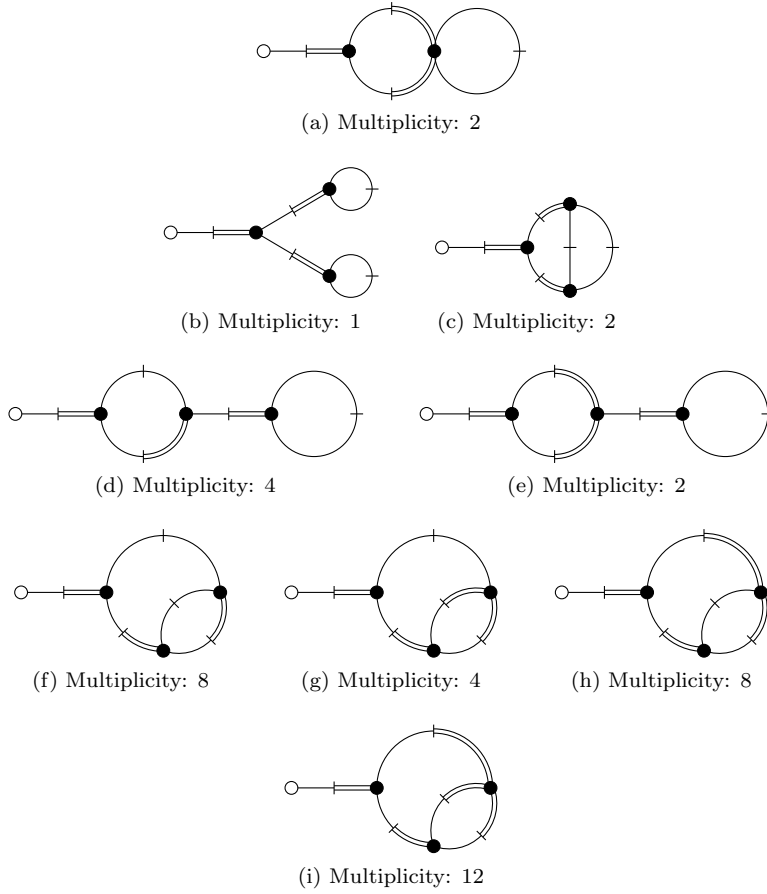 (a) Multiplicity: 2
(b) Multiplicity: 1
(c) Multiplicity: 2
(d) Multiplicity: 4
(e) Multiplicity: 2
(f) Multiplicity: 8
(g) Multiplicity: 4
(h) Multiplicity: 8
(i) Multiplicity: 12